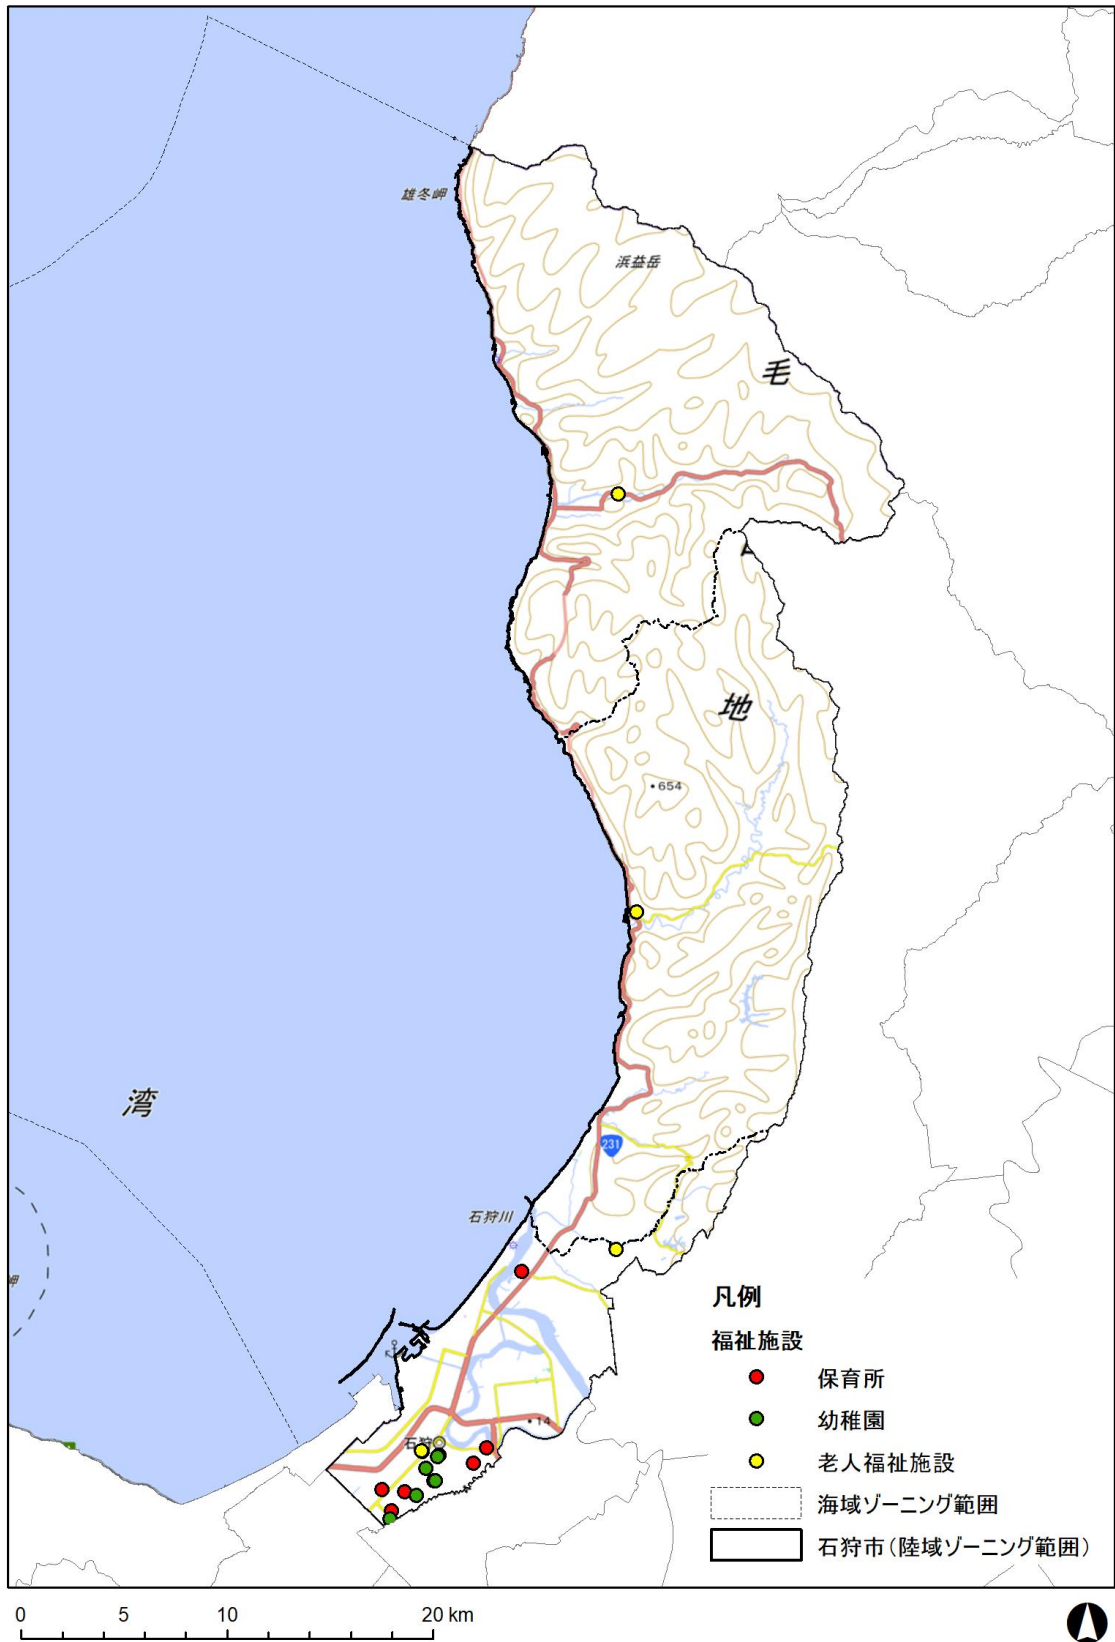 雄冬岬
浜益岳
毛
地
・654
湾
231
石狩川
岬
・14
石狩
凡例
福祉施設
保育所
幼稚園
老人福祉施設
海域ゾーニング範囲
石狩市(陸域ゾーニング範囲)
0 5 10 20 km